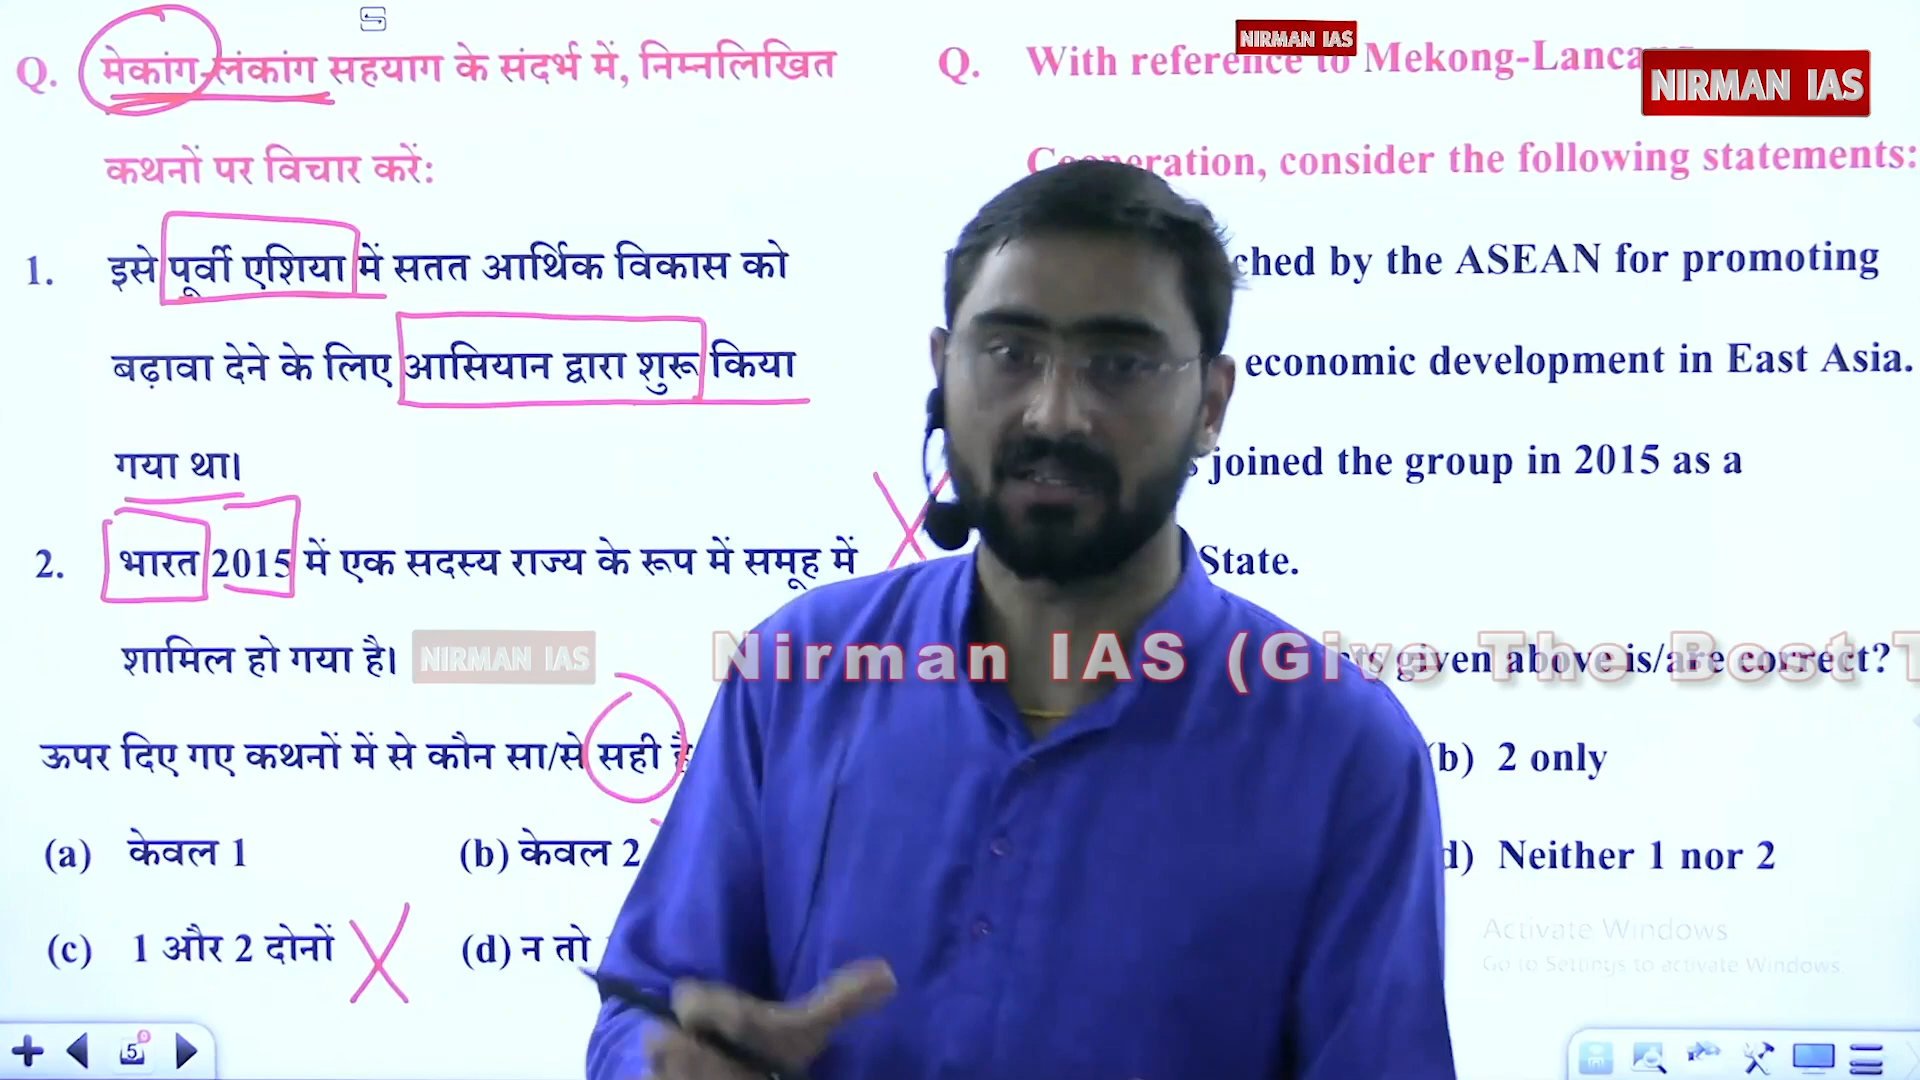 Q. मेकांग-लंकांग सहयाग के संदर्भ में, निम्नलिखित
कथनों पर विचार करें:
1. इसे पूर्वी एशिया में सतत आर्थिक विकास को
बढ़ावा देने के लिए आसियान द्वारा शुरू किया
गया था।
2. भारत 2015 में एक सदस्य राज्य के रूप में समूह में
शामिल हो गया है।
ऊपर दिए गए कथनों में से कौन सा/से सही
(a) केवल 1 (b) केवल 2
(c) 1 और 2 दोनों (d) न तो
Q. With reference to Mekong-
consider the following statements:
by the ASEAN for promoting
economic development in East Asia.
joined the group in 2015 as a
State.
given above is/are correct?
(b) 2 only
(d) Neither 1 nor 2
NIRMAN IAS
NIRMAN IAS
NIRMAN IAS
Nirman IAS (Give The Best T
Activate Windows
Go to Settings to activate Windows.
5